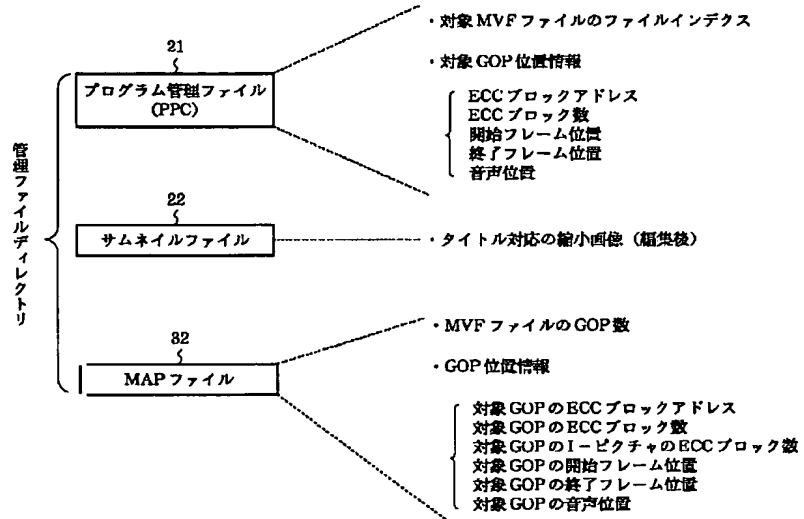 管理ファイルディレクトリ
21
プログラム管理ファイル
(PPC)
・対象 MVF ファイルのファイルインデクス
・対象 GOP 位置情報
ECC ブロックアドレス
ECC ブロック数
開始フレーム位置
終了フレーム位置
音声位置
22
サムネイルファイル
・タイトル対応の縮小画像（編集後）
32
MAP ファイル
・MVF ファイルの GOP 数
・GOP 位置情報
対象 GOP の ECC ブロックアドレス
対象 GOP の ECC ブロック数
対象 GOP の I－ピクチャの ECC ブロック数
対象 GOP の開始フレーム位置
対象 GOP の終了フレーム位置
対象 GOP の音声位置